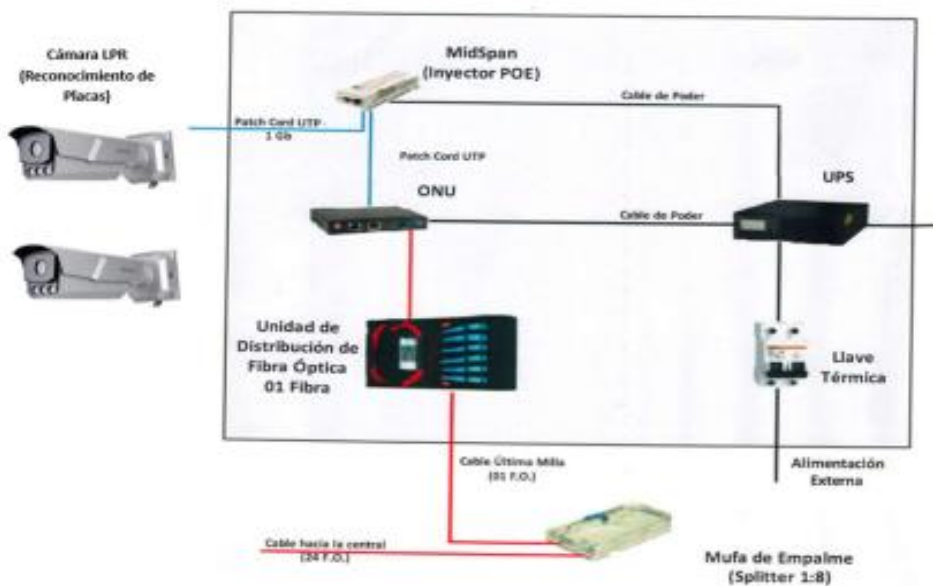 Cámara LPR
(Reconocimiento de
Placas)
MidSpan
(Inyector POE)
Cable de Poder
Patch Cord UTP
1 Gb
Patch Cord UTP
ONU
UPS
Cable de Poder
Unidad de
Distribución de
Fibra Óptica
01 Fibra
Llave
Térmica
Cable Última Milla
(01 F.O.)
Alimentación
Externa
Cable hacia la central
(24 F.O.)
Mufa de Empalme
(Splitter 1:8)